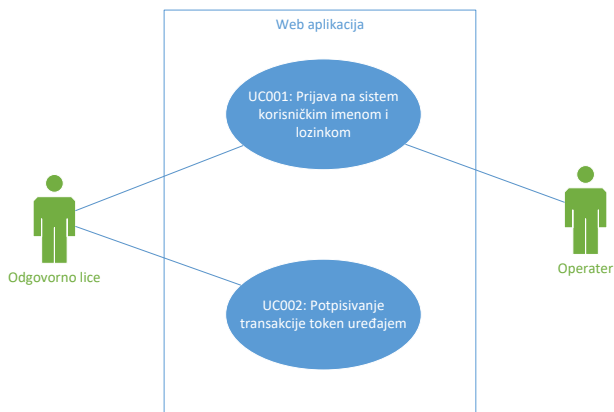 Web aplikacija
UC001: Prijava na sistem
korisničkim imenom i
lozinkom
Odgovorno lice
Operater
UC002: Potpisivanje
transakcije token uređajem